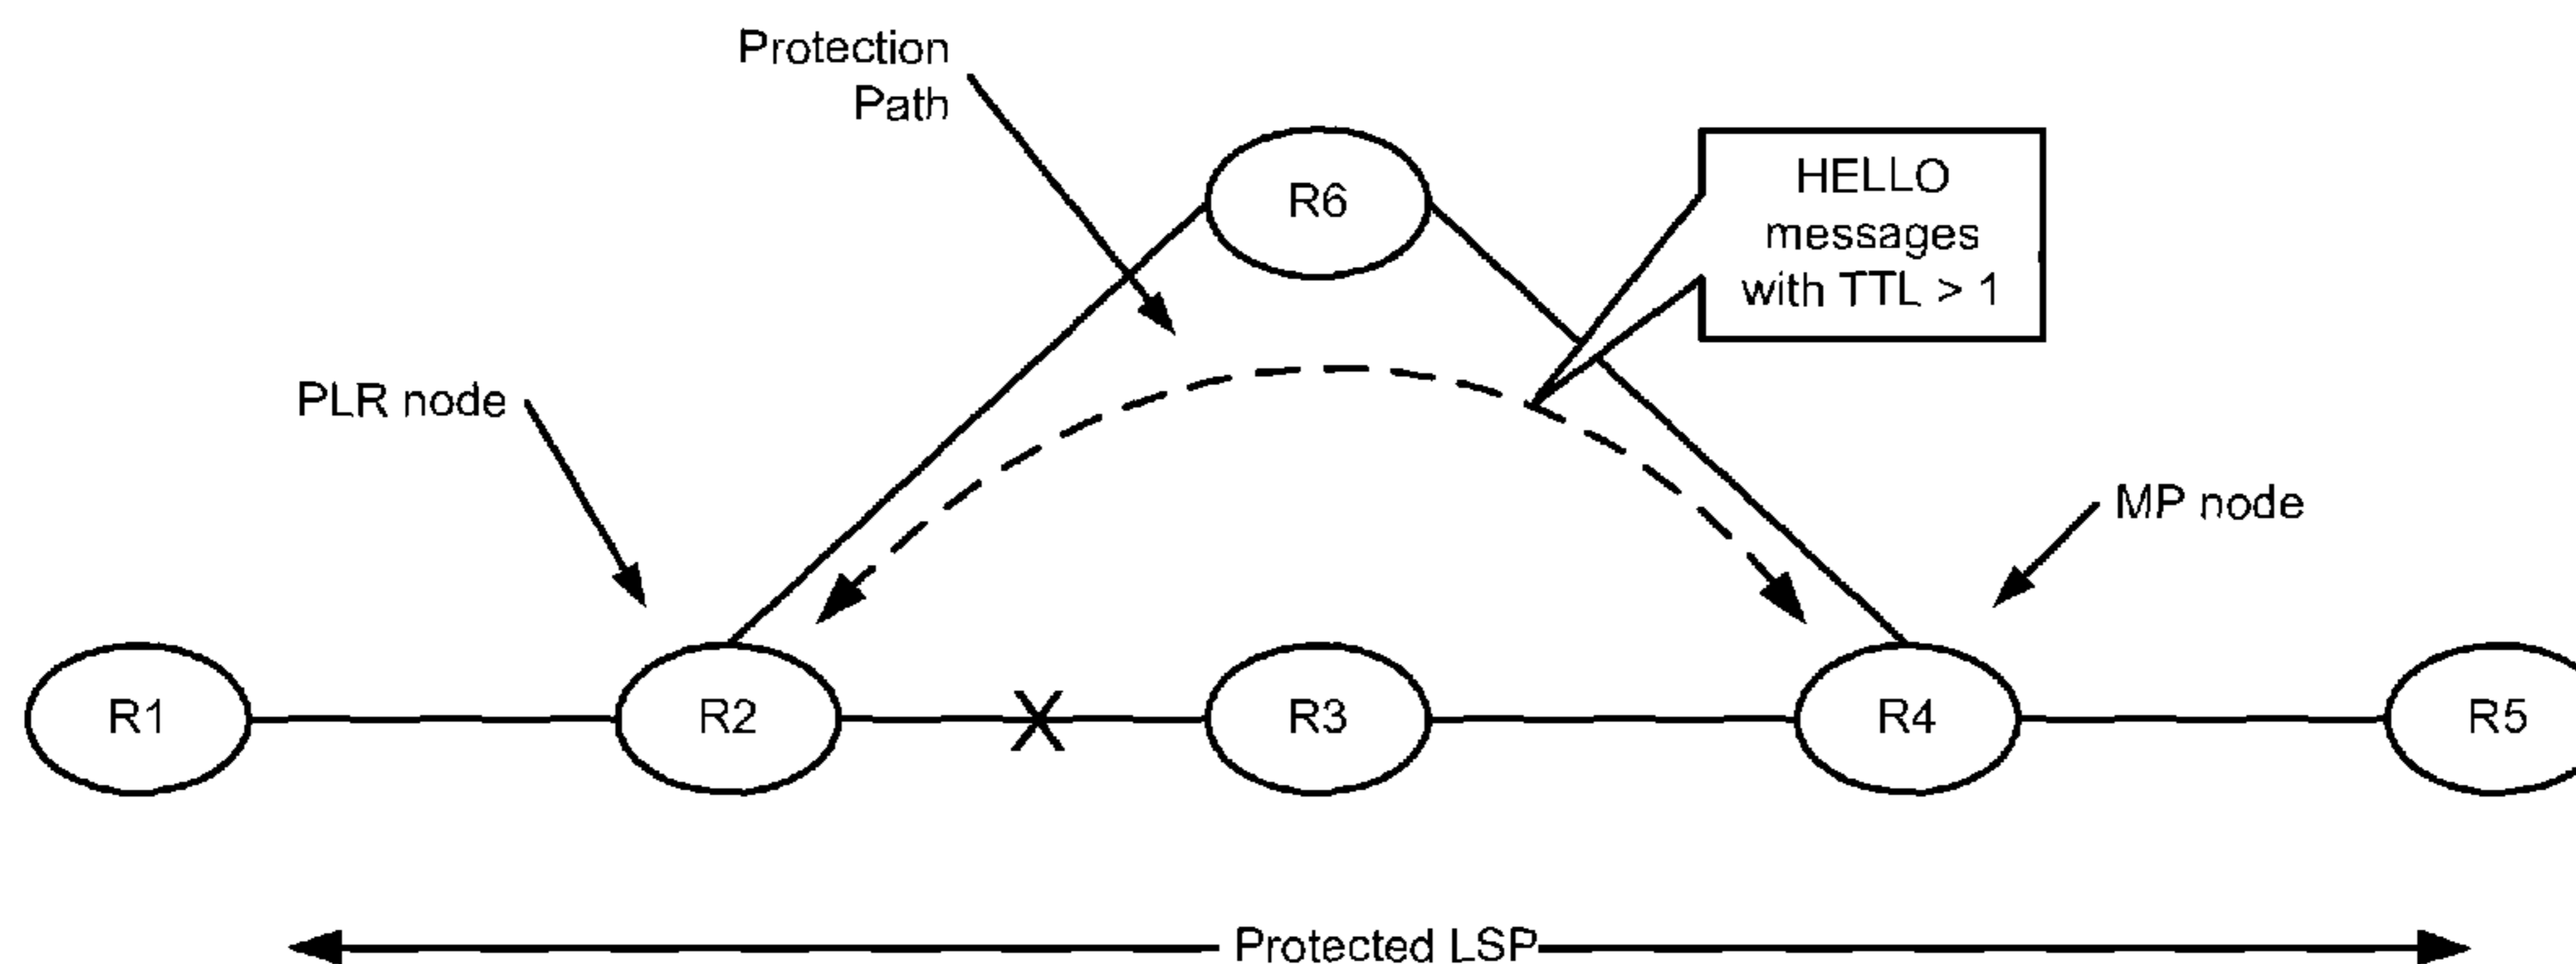 Protection
Path
R6
HELLO
messages
with TTL > 1
PLR node
MP node
R1
R2
X
R3
R4
R5
Protected LSP